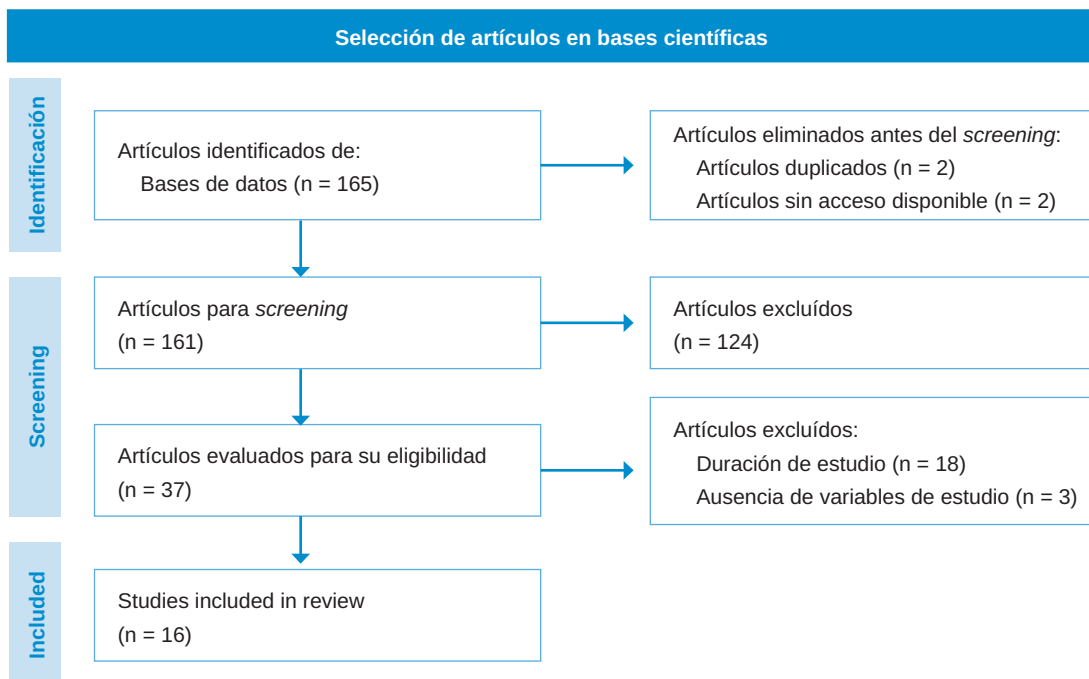 Selección de artículos en bases científicas
Identificación
Artículos identificados de:
Bases de datos (n = 165)
Artículos eliminados antes del screening:
Artículos duplicados (n = 2)
Artículos sin acceso disponible (n = 2)
Screening
Artículos para screening
(n = 161)
Artículos excluídos
(n = 124)
Artículos evaluados para su eligibilidad
(n = 37)
Artículos excluídos:
Duración de estudio (n = 18)
Ausencia de variables de estudio (n = 3)
Included
Studies included in review
(n = 16)